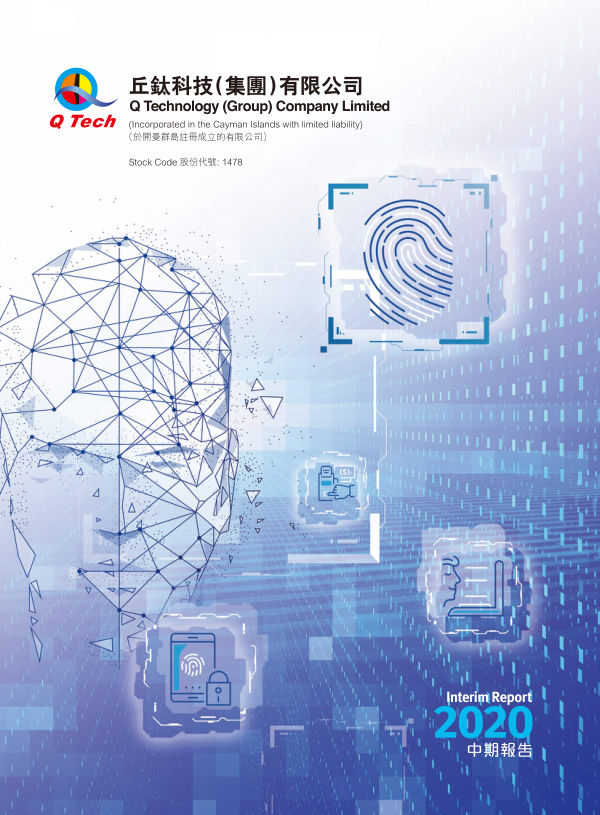 丘鈦科技(集團)有限公司
Q Technology (Group) Company Limited
Q Tech
(Incorporated in the Cayman Islands with limited liability)
(於開曼群島註冊成立的有限公司)
Stock Code 股份代號: 1478
($)
Interim Report
2020
中期報告